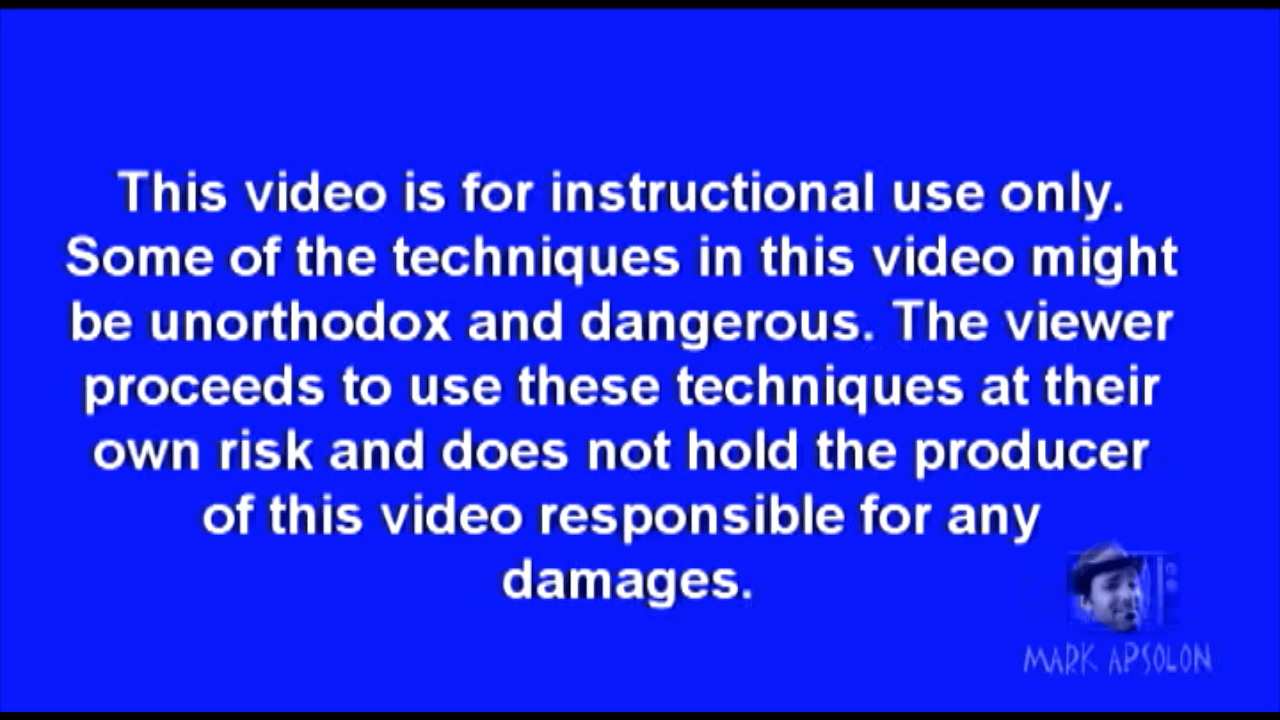 This video is for instructional use only.
Some of the techniques in this video might
be unorthodox and dangerous. The viewer
proceeds to use these techniques at their
own risk and does not hold the producer
of this video responsible for any
damages.
MARK APSOLON